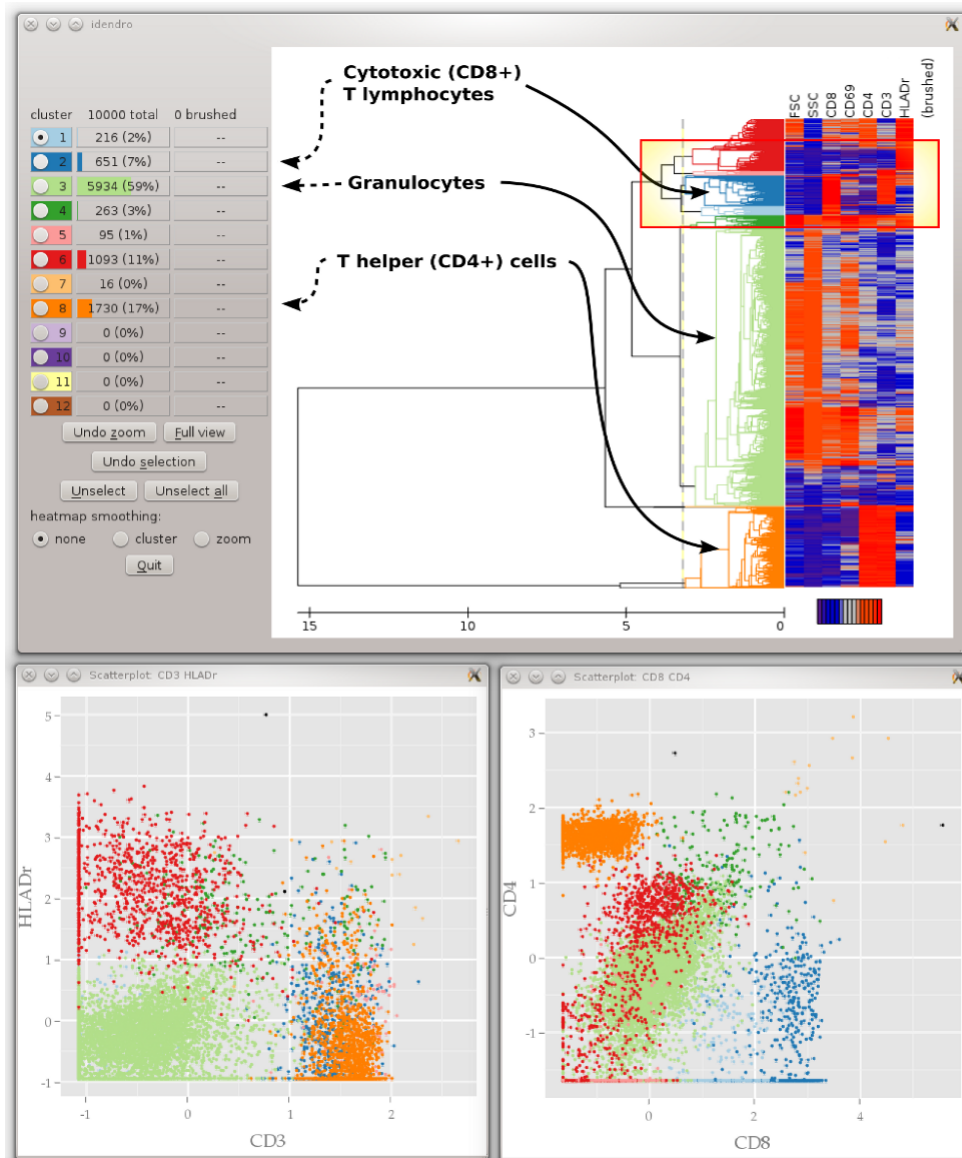 idendro
Cytotoxic (CD8+)
T lymphocytes
Granulocytes
T helper (CD4+) cells
FSC
SSC
CD8
CD69
CD4
CD3
HLADr
(brushed)
cluster 10000 total 0 brushed
1 216 (2%) --
2 651 (7%) --
3 5934 (59%) --
4 263 (3%) --
5 95 (1%) --
6 1093 (11%) --
7 16 (0%) --
8 1730 (17%) --
9 0 (0%) --
10 0 (0%) --
11 0 (0%) --
12 0 (0%) --
Undo zoom Full view
Undo selection
Unselect Unselect all
heatmap smoothing:
none cluster zoom
Quit
15 10 5 0
Scatterplot: CD3 HLADr
5
4
3
2
1
0
-1
HLADr
-1 0 1 2
CD3
Scatterplot: CD8 CD4
3
2
1
0
-1
CD4
0 2 4
CD8